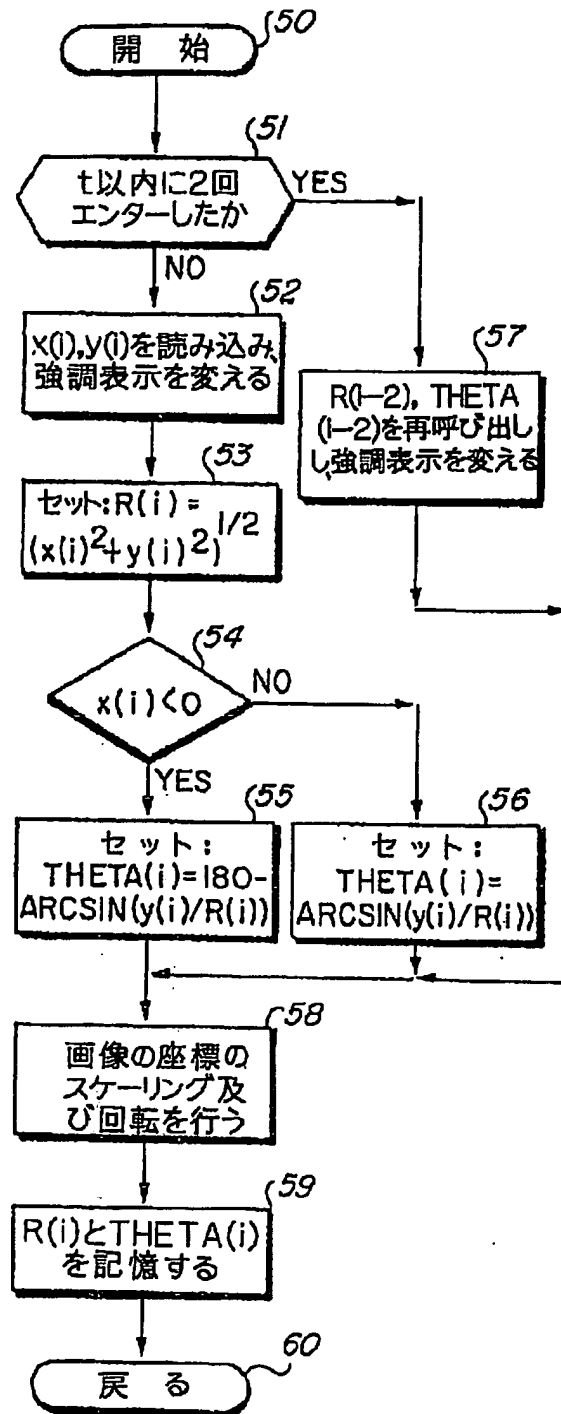 50
開 始
51
t以内に2回
エンターしたか
YES
NO
52
x(i),y(i)を読み込み、
強調表示を変える
57
R(i-2), THETA
(i-2)を再呼び出し
し、強調表示を変える
53
セット:R(i)=
(x(i)²+y(i)²)^1/2
54
x(i)<0
NO
YES
55
セット:
THETA(i)=180-
ARCSIN(y(i)/R(i))
56
セット:
THETA(i)=
ARCSIN(y(i)/R(i))
58
画像の座標の
スケーリング及
び回転を行う
59
R(i)とTHETA(i)
を記憶する
60
戻 る